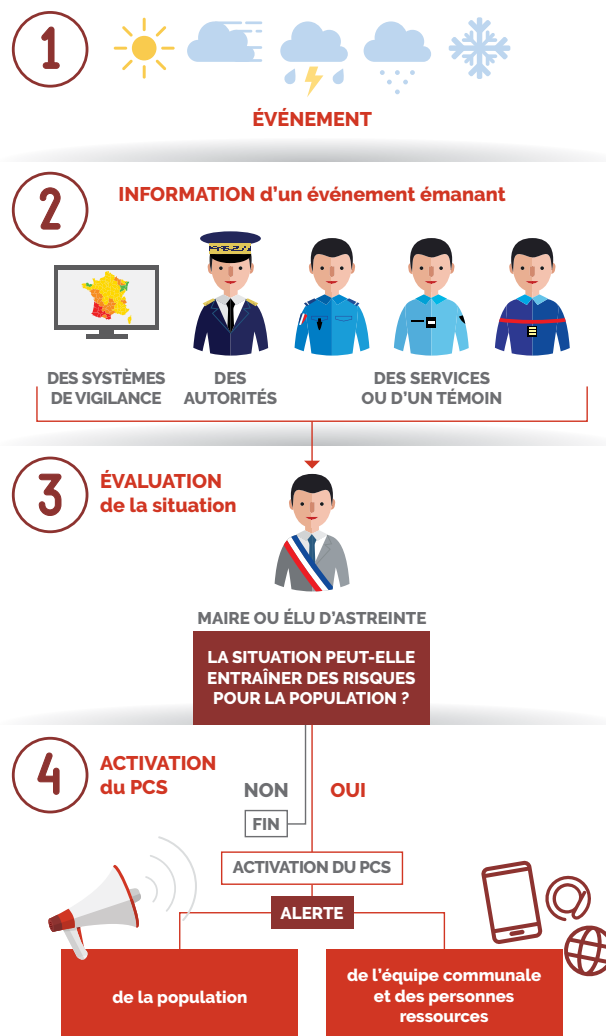 1
ÉVÉNEMENT
2
INFORMATION d'un événement émanant
DES SYSTÈMES
DE VIGILANCE
DES
AUTORITÉS
DES SERVICES
OU D'UN TÉMOIN
3
ÉVALUATION
de la situation
MAIRE OU ÉLU D'ASTREINTE
LA SITUATION PEUT-ELLE
ENTRAÎNER DES RISQUES
POUR LA POPULATION ?
4
ACTIVATION
du PCS
NON
OUI
FIN
ACTIVATION DU PCS
ALERTE
de la population
de l'équipe communale
et des personnes
ressources